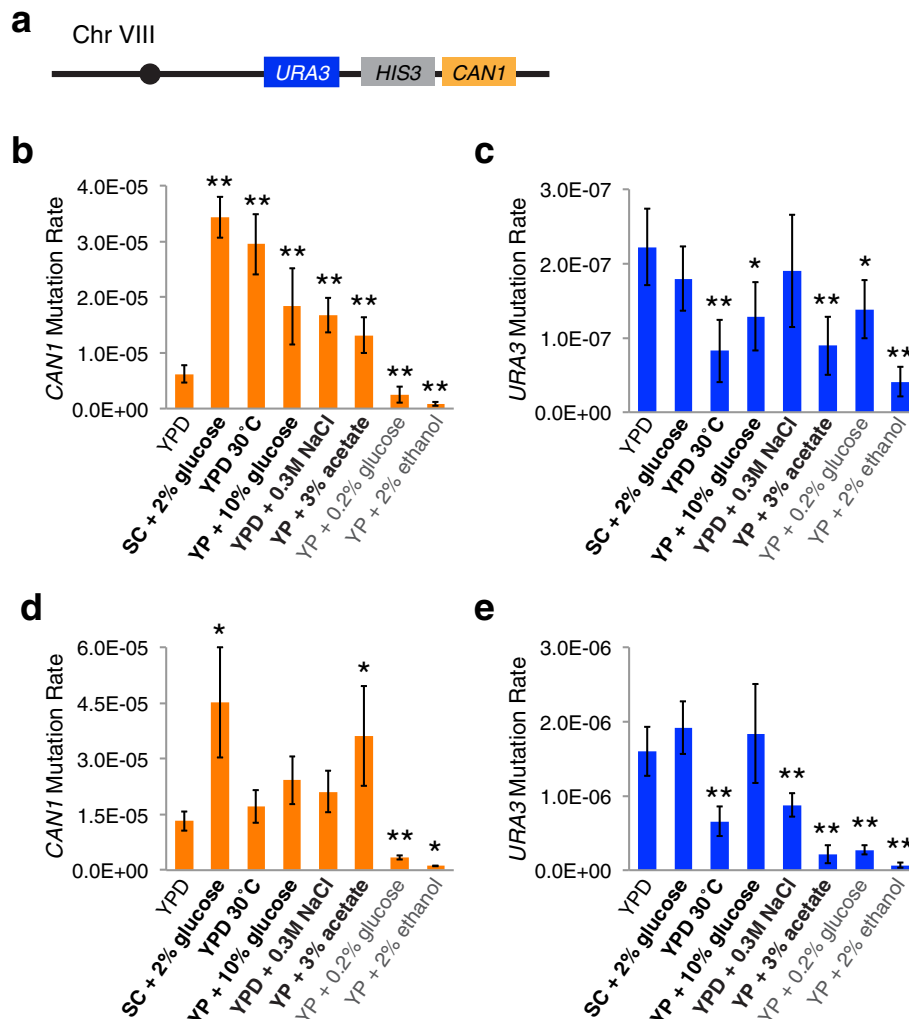 a
Chr VIII
URA3
HIS3
CAN1
b
CAN1 Mutation Rate
4.0E-05
3.0E-05
2.0E-05
1.0E-05
0.0E+00
**
**
**
**
**
**
**
YPD
SC + 2% glucose
YPD 30˚C
YP + 10% glucose
YPD + 0.3M NaCl
YP + 3% acetate
YP + 0.2% glucose
YP + 2% ethanol
c
URA3 Mutation Rate
3.0E-07
2.0E-07
1.0E-07
0.0E+00
**
*
**
*
**
YPD
SC + 2% glucose
YPD 30˚C
YP + 10% glucose
YPD + 0.3M NaCl
YP + 3% acetate
YP + 0.2% glucose
YP + 2% ethanol
d
CAN1 Mutation Rate
6.0E-05
4.5E-05
3.0E-05
1.5E-05
0.0E+00
*
*
**
*
YPD
SC + 2% glucose
YPD 30˚C
YP + 10% glucose
YPD + 0.3M NaCl
YP + 3% acetate
YP + 0.2% glucose
YP + 2% ethanol
e
URA3 Mutation Rate
3.0E-06
2.0E-06
1.0E-06
0.0E+00
**
**
**
**
**
YPD
SC + 2% glucose
YPD 30˚C
YP + 10% glucose
YPD + 0.3M NaCl
YP + 3% acetate
YP + 0.2% glucose
YP + 2% ethanol